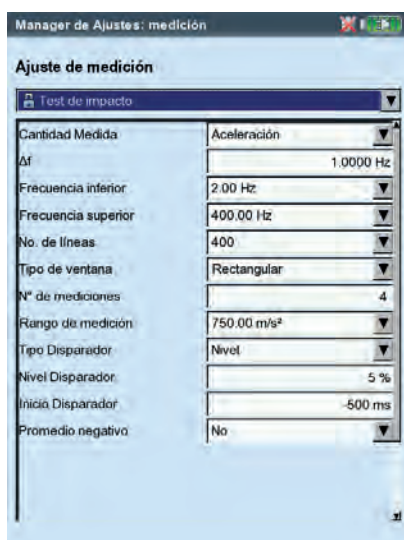 Manager de Ajustes: medición
Ajuste de medición
Test de impacto
Cantidad Medida Aceleración
Δf 1.0000 Hz
Frecuencia inferior 2.00 Hz
Frecuencia superior 400.00 Hz
No. de líneas 400
Tipo de ventana Rectangular
N° de mediciones 4
Rango de medición 750.00 m/s²
Tipo Disparador Nivel
Nivel Disparador 5 %
Inicio Disparador -500 ms
Promedio negativo No